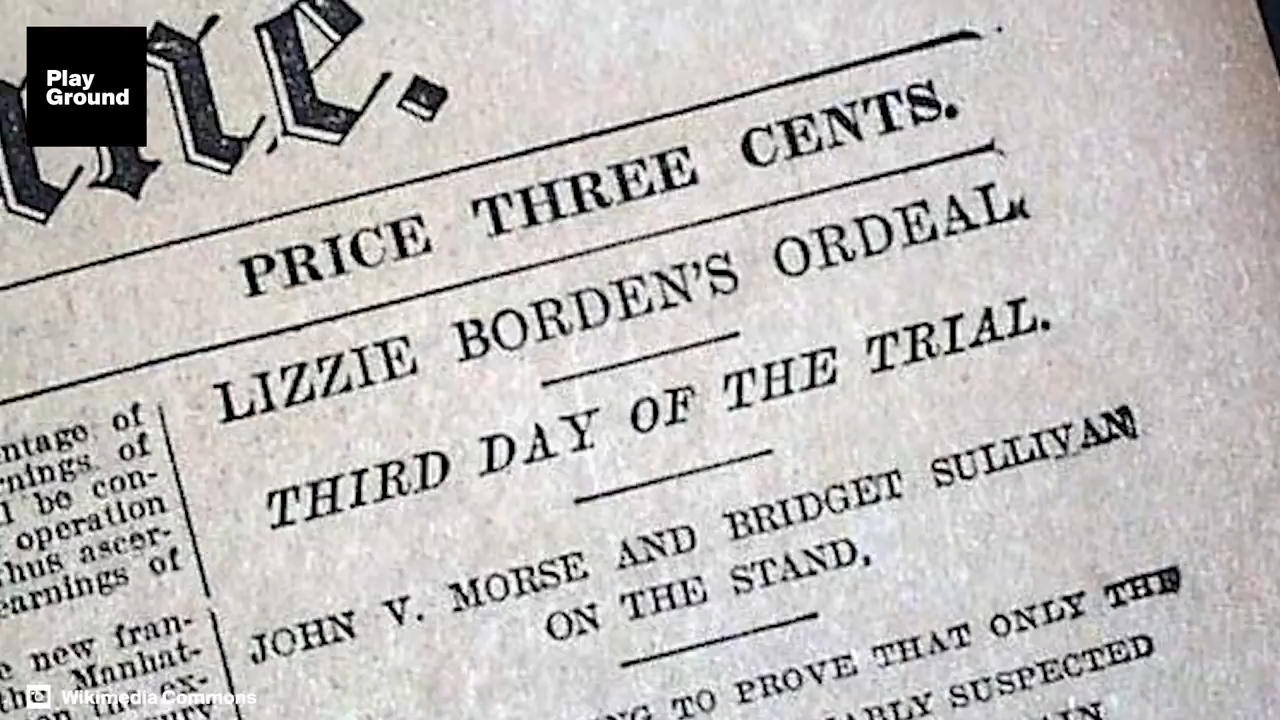 Play
Ground
PRICE THREE CENTS.
LIZZIE BORDEN'S ORDEAL.
THIRD DAY OF THE TRIAL.
JOHN V. MORSE AND BRIDGET SULLIVAN
ON THE STAND.
TO PROVE THAT ONLY THE
SUSPECTED
ntage of
rnings of
l be con-
operation
thus ascer-
earnings of
e new fran-
Manhat-
Wikimedia Commons